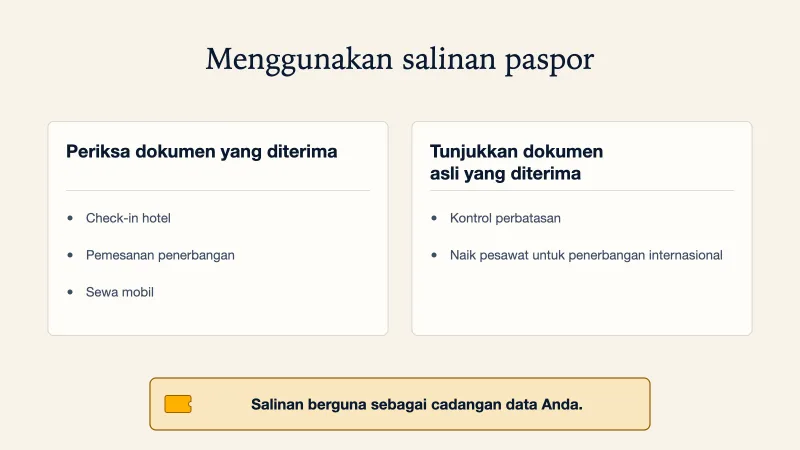 Menggunakan salinan paspor
Periksa dokumen yang diterima
Check-in hotel
Pemesanan penerbangan
Sewa mobil
Tunjukkan dokumen
asli yang diterima
Kontrol perbatasan
Naik pesawat untuk penerbangan internasional
Salinan berguna sebagai cadangan data Anda.